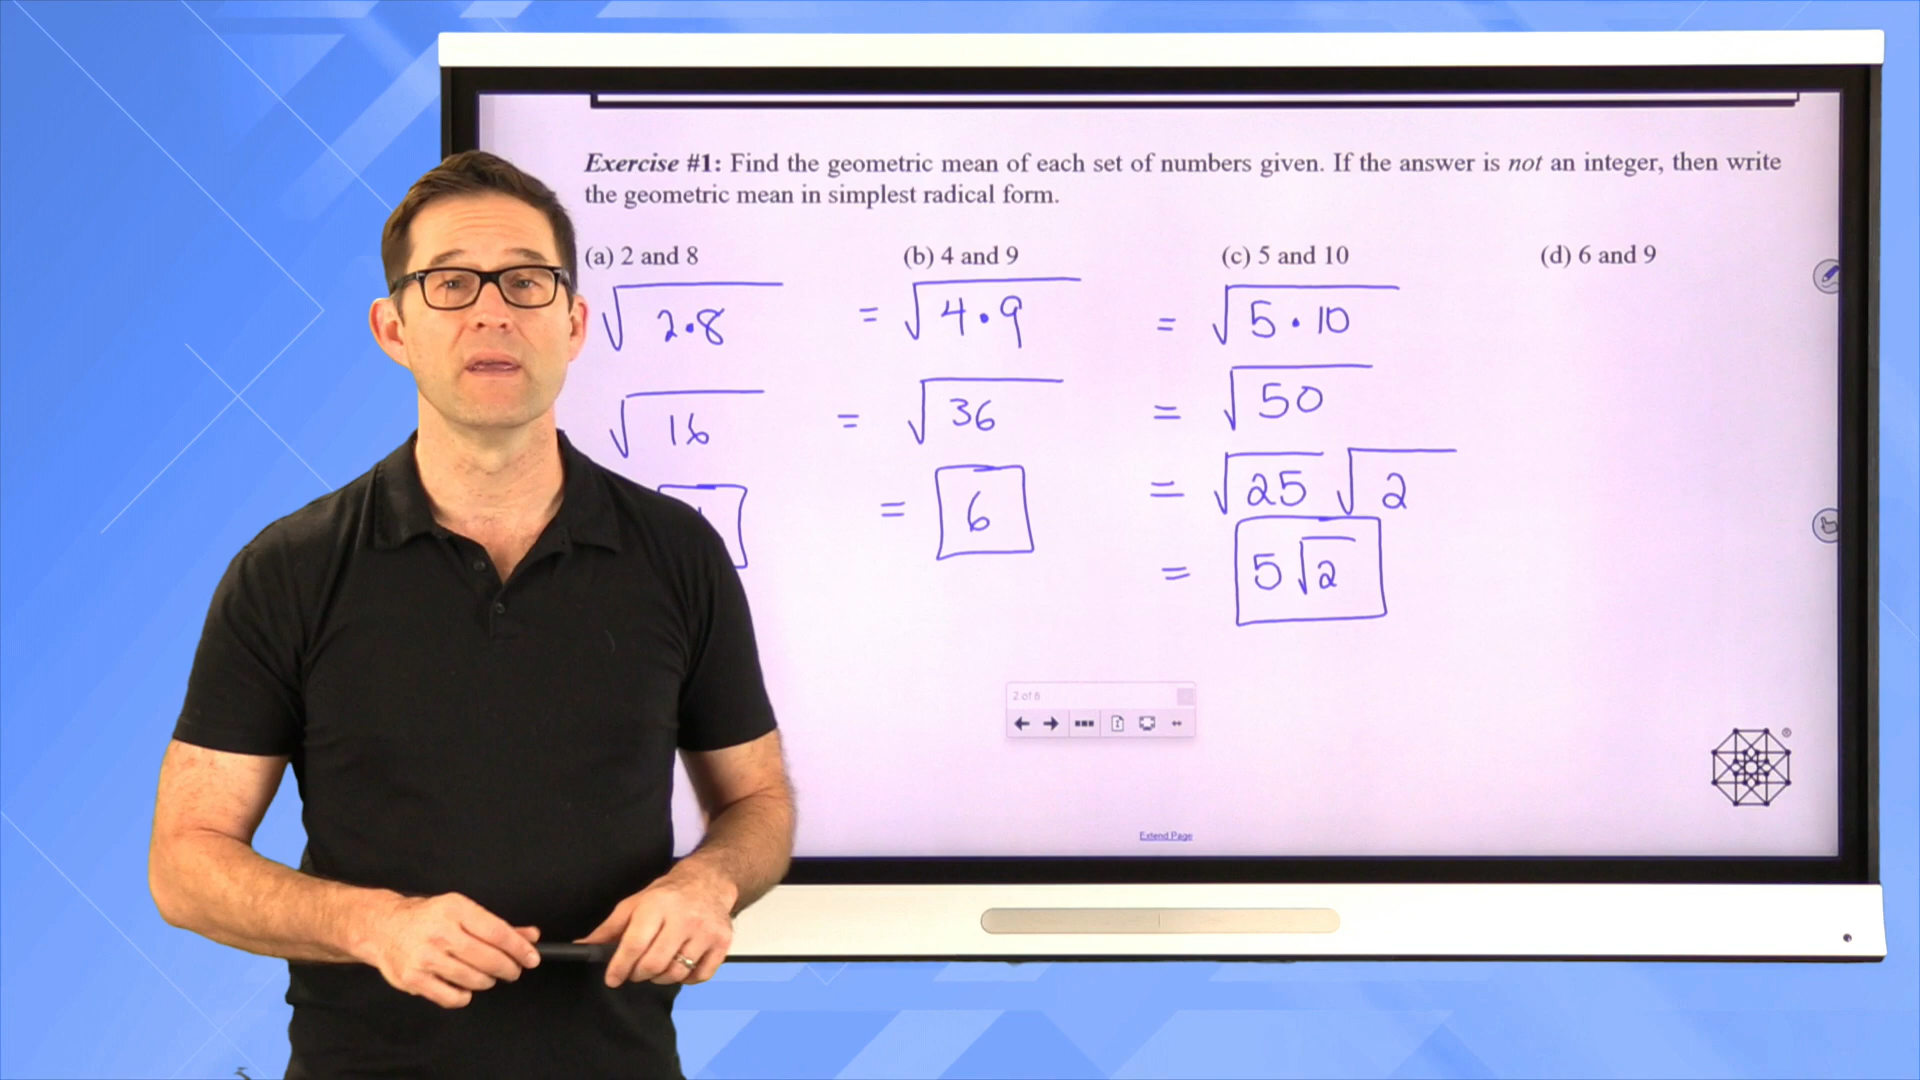 Exercise #1: Find the geometric mean of each set of numbers given. If the answer is not an integer, then write
the geometric mean in simplest radical form.
(a) 2 and 8 (b) 4 and 9 (c) 5 and 10 (d) 6 and 9
√2·8 = √4·9 = √5·10
√16 = √36 = √50
= 6 = √25 √2
= 5√2
2 of 6
Extend Page
®